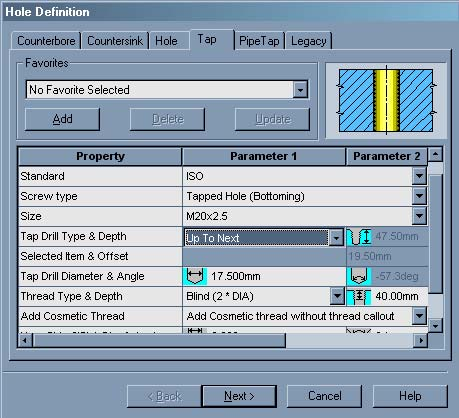 Hole Definition
Counterbore Countersink Hole Tap PipeTap Legacy
Favorites
No Favorite Selected
Add Delete Update
Property Parameter 1 Parameter 2
Standard ISO
Screw type Tapped Hole (Bottoming)
Size M20x2.5
Tap Drill Type & Depth Up To Next 47.50mm
Selected Item & Offset 19.50mm
Tap Drill Diameter & Angle 17.500mm -57.3deg
Thread Type & Depth Blind (2 * DIA) 40.00mm
Add Cosmetic Thread Add Cosmetic thread without thread callout
< Back Next > Cancel Help